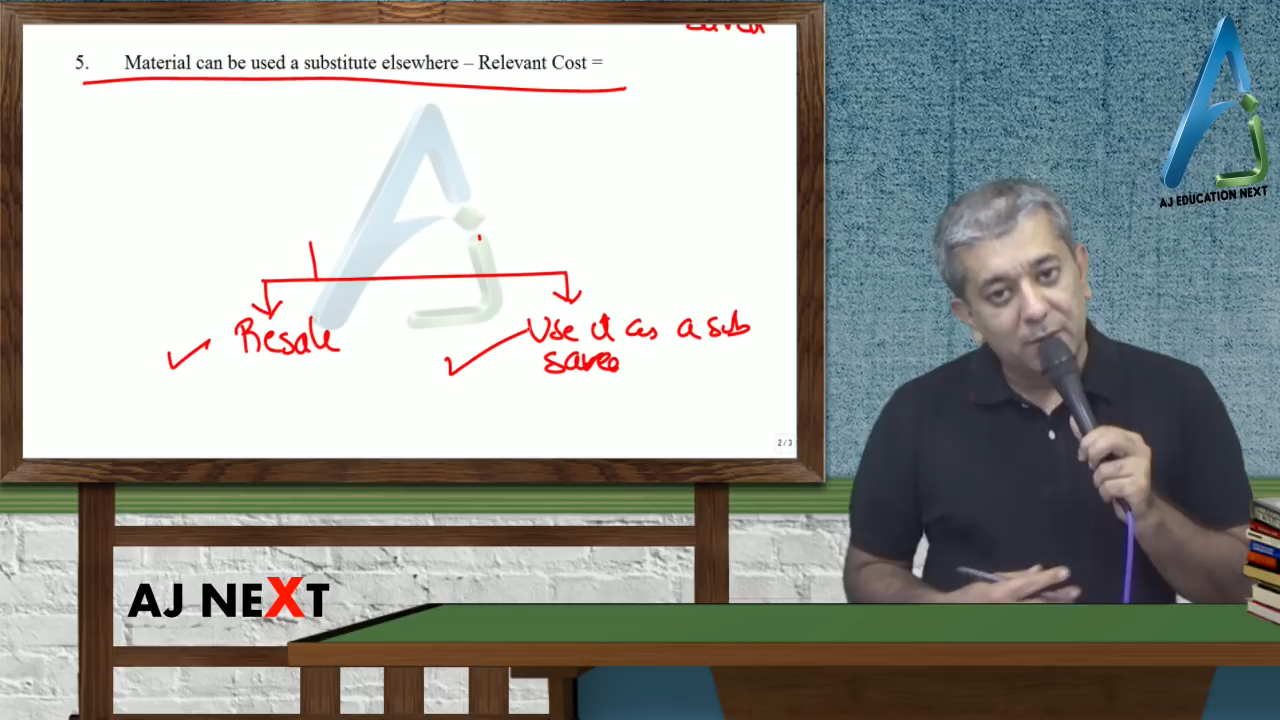 saved
5. Material can be used a substitute elsewhere – Relevant Cost =
Resale
Use it as a sub
saves
2/3
AJ EDUCATION NEXT
AJ NEXT